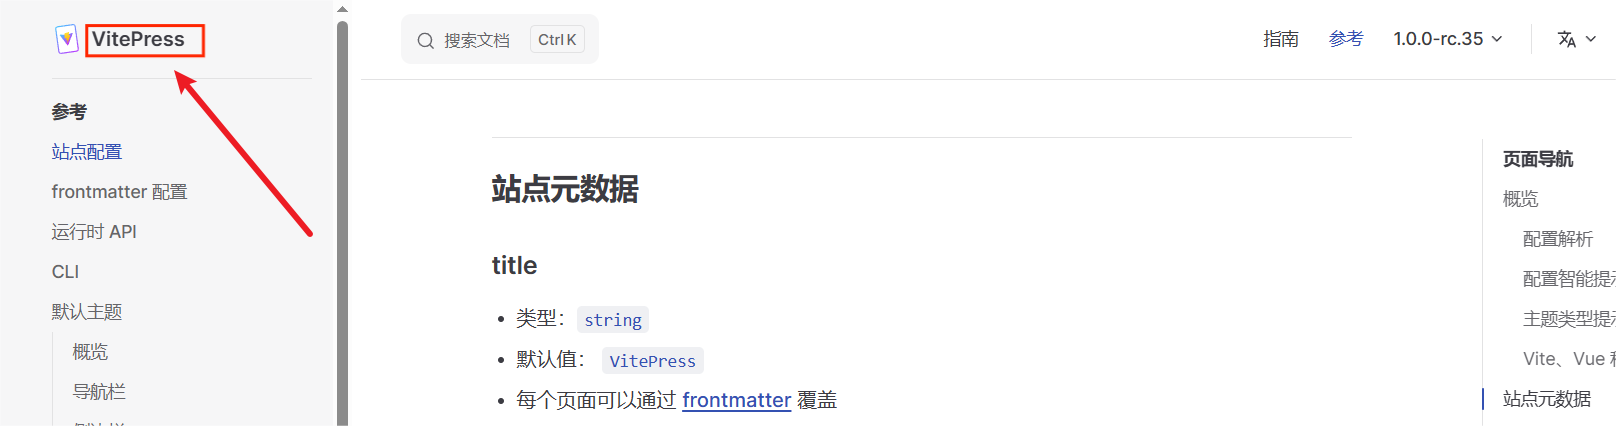 VitePress
参考
站点配置
frontmatter 配置
运行时 API
CLI
默认主题
概览
导航栏
搜索文档 Ctrl K
指南 参考 1.0.0-rc.35
站点元数据
title
类型： string
默认值： VitePress
每个页面可以通过 frontmatter 覆盖
页面导航
概览
配置解析
配置智能提示
主题类型提示
Vite、Vue
站点元数据